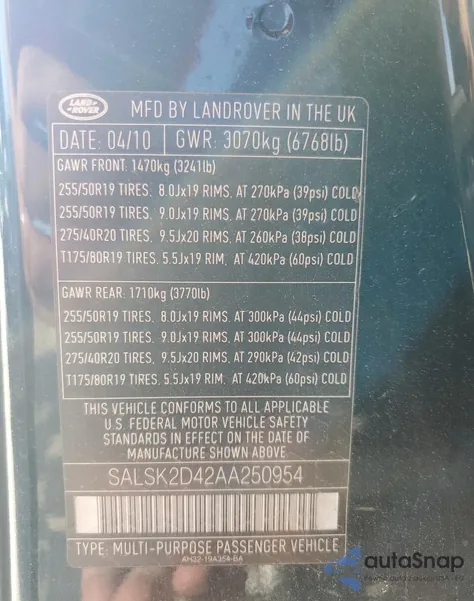 LAND
ROVER
MFD BY LANDROVER IN THE UK
DATE: 04/10 GWR: 3070kg (6768lb)
GAWR FRONT: 1470kg (3241lb)
255/50R19 TIRES, 8.0Jx19 RIMS, AT 270kPa (39psi) COLD
255/50R19 TIRES, 9.0Jx19 RIMS, AT 270kPa (39psi) COLD
275/40R20 TIRES, 9.5Jx20 RIMS, AT 260kPa (38psi) COLD
T175/80R19 TIRES, 5.5Jx19 RIM, AT 420kPa (60psi) COLD
GAWR REAR: 1710kg (3770lb)
255/50R19 TIRES, 8.0Jx19 RIMS, AT 300kPa (44psi) COLD
255/50R19 TIRES, 9.0Jx19 RIMS, AT 300kPa (44psi) COLD
275/40R20 TIRES, 9.5Jx20 RIMS, AT 290kPa (42psi) COLD
T175/80R19 TIRES, 5.5Jx19 RIM, AT 420kPa (60psi) COLD
THIS VEHICLE CONFORMS TO ALL APPLICABLE
U.S. FEDERAL MOTOR VEHICLE SAFETY
STANDARDS IN EFFECT ON THE DATE OF
MANUFACTURE SHOWN ABOVE
SALSK2D42AA250954
TYPE: MULTI-PURPOSE PASSENGER VEHICLE
AH32-19A354-BA
autoSnap